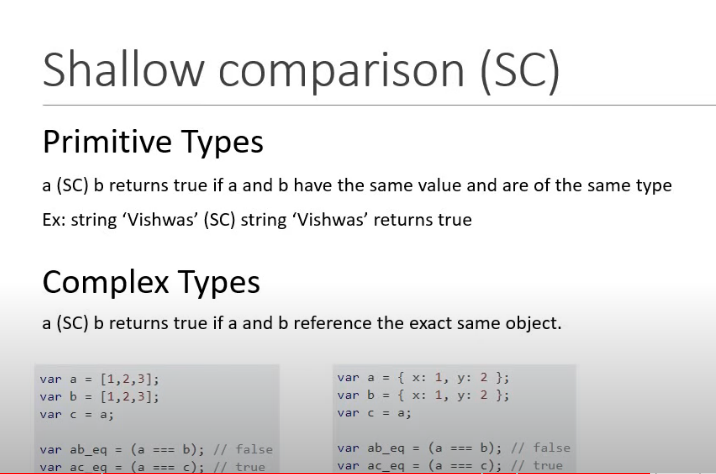 Shallow comparison (SC)
Primitive Types
a (SC) b returns true if a and b have the same value and are of the same type
Ex: string ‘Vishwas’ (SC) string ‘Vishwas’ returns true
Complex Types
a (SC) b returns true if a and b reference the exact same object.
var a = [1,2,3];
var b = [1,2,3];
var c = a;
var ab_eq = (a === b); // false
var ac_eq = (a === c); // true
var a = { x: 1, y: 2 };
var b = { x: 1, y: 2 };
var c = a;
var ab_eq = (a === b); // false
var ac_eq = (a === c); // true